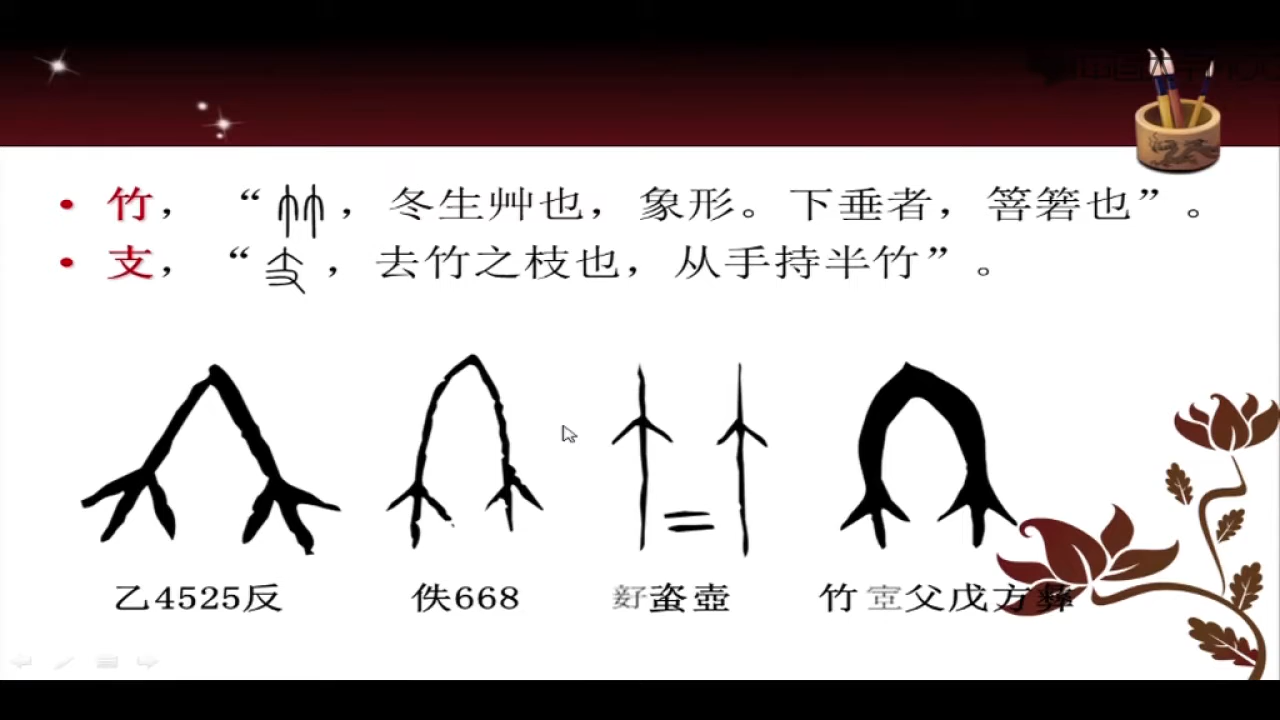 竹， “𥫗，冬生艸也，象形。下垂者，箁箬也”。
支， “𠦙，去竹之枝也，从手持半竹”。
乙4525反
佚668
𧊒壺
竹 父戊方彝